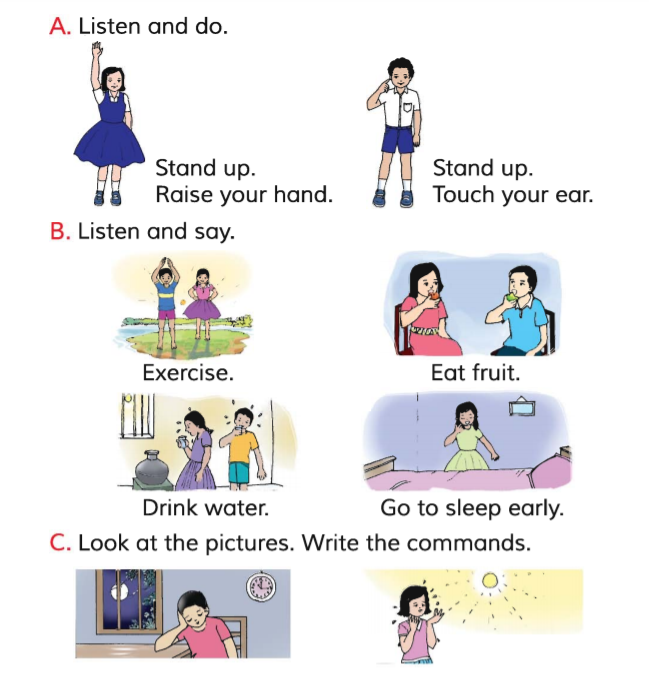 A. Listen and do.
Stand up.
Raise your hand.
Stand up.
Touch your ear.
B. Listen and say.
Exercise.
Eat fruit.
Drink water.
Go to sleep early.
C. Look at the pictures. Write the commands.